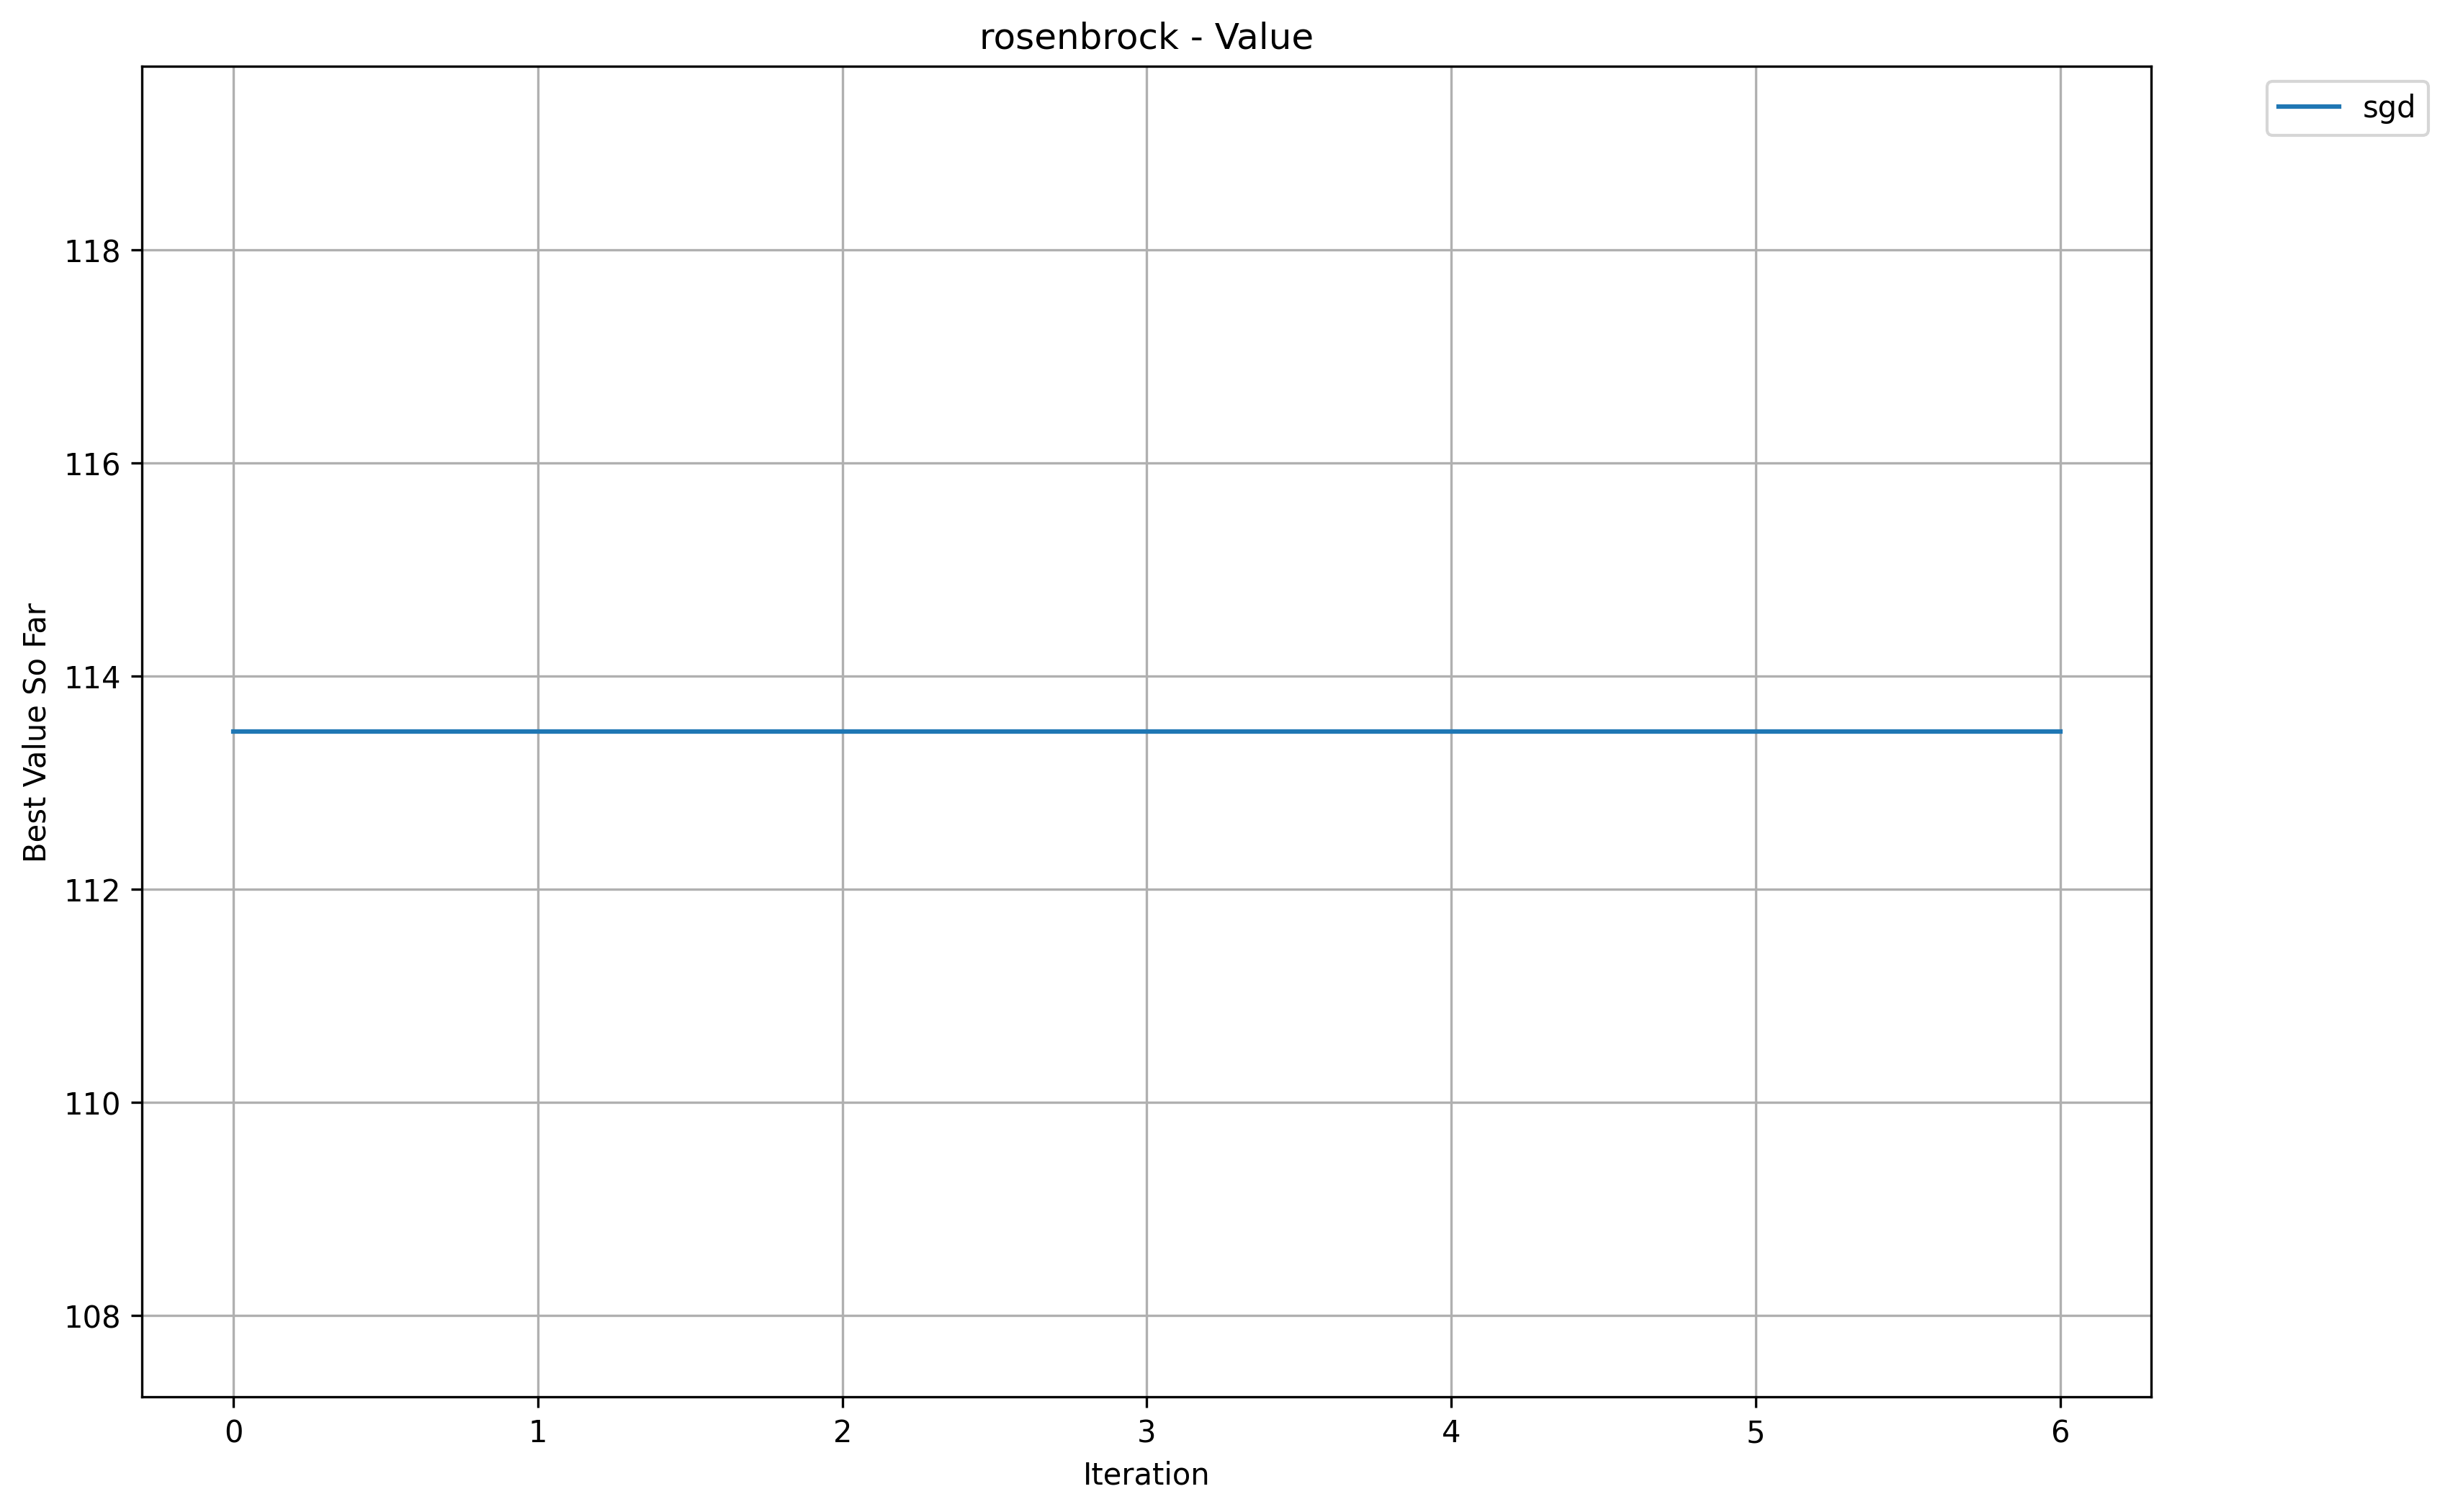 rosenbrock - Value
sgd
Best Value So Far
118
116
114
112
110
108
0 1 2 3 4 5 6
Iteration